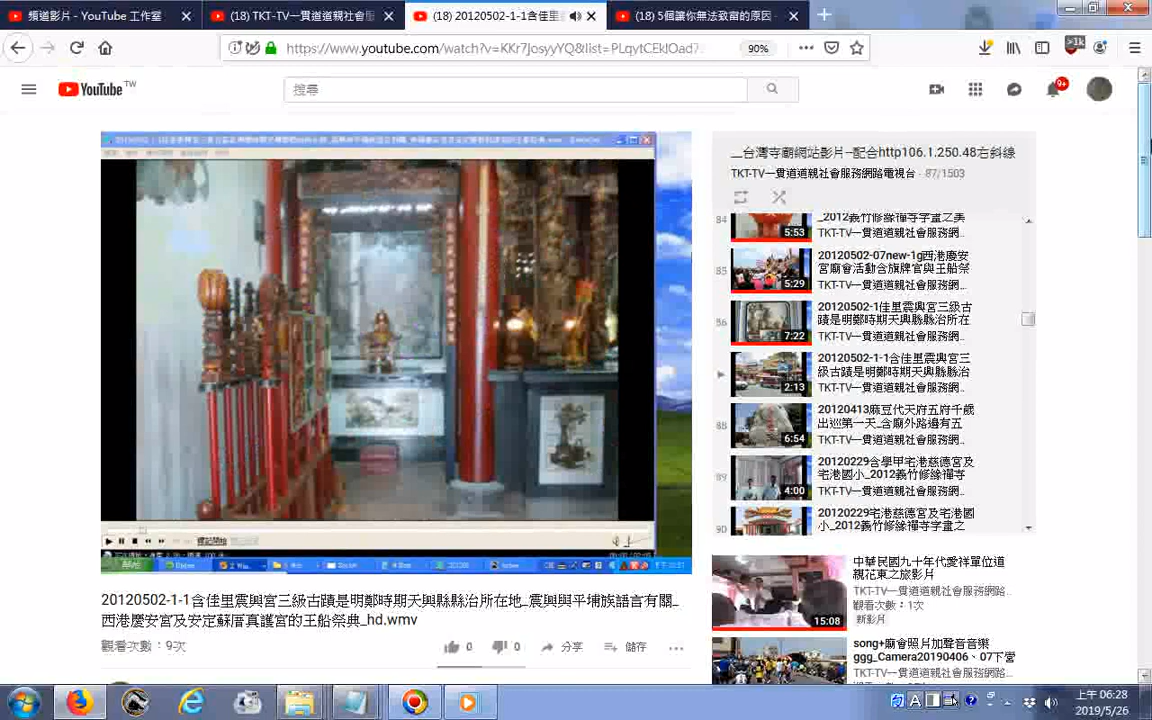 頻道影片 - YouTube 工作室
(18) TKT-TV一貫道道親社會服
(18) 20120502-1-1含佳里
(18) 5個讓你無法致富的原因
https://www.youtube.com/watch?v=KKr7JosyyYQ&list=PLqytCEkJOad7
90%
YouTube TW
搜尋
9+
__台灣寺廟網站影片--配合http106.1.250.48右斜線
TKT-TV一貫道道親社會服務網路電視台 - 87/1503
84
_2012義竹修緣禪寺字畫之美
TKT-TV一貫道道親社會服務網..
5:53
85
20120502-07new-1g西港慶安
宮廟會活動含旗牌官與王船祭
TKT-TV一貫道道親社會服務網..
5:29
86
20120502-1佳里震興宮三級古
蹟是明鄭時期天興縣縣治所在
TKT-TV一貫道道親社會服務網..
7:22
20120502-1-1含佳里震興宮三
級古蹟是明鄭時期天興縣縣治
TKT-TV一貫道道親社會服務網..
2:13
88
20120413麻豆代天府五府千歲
出巡第一天_含廟外路邊有五
TKT-TV一貫道道親社會服務網..
6:54
89
20120229含學甲宅港慈德宮及
宅港國小_2012義竹修緣禪寺
TKT-TV一貫道道親社會服務網..
4:00
90
20120229宅港慈德宮及宅港國
小_2012義竹修緣禪寺字畫之
中華民國九十年代愛祥單位道
親花東之旅影片
TKT-TV一貫道道親社會服務網..
觀看次數：1次
新影片
15:08
song+廟會照片加聲音音樂
ggg_Camera20190406、07下營
TKT-TV一貫道道親社會服務網..
20120502-1-1含佳里震興宮三級古蹟是明鄭時期天興縣縣治所在地_震興與平埔族語言有關_
西港慶安宮及安定蘇厝真護宮的王船祭典_hd.wmv
觀看次數：9次
0
0
分享
儲存
上午 06:28
2019/5/26